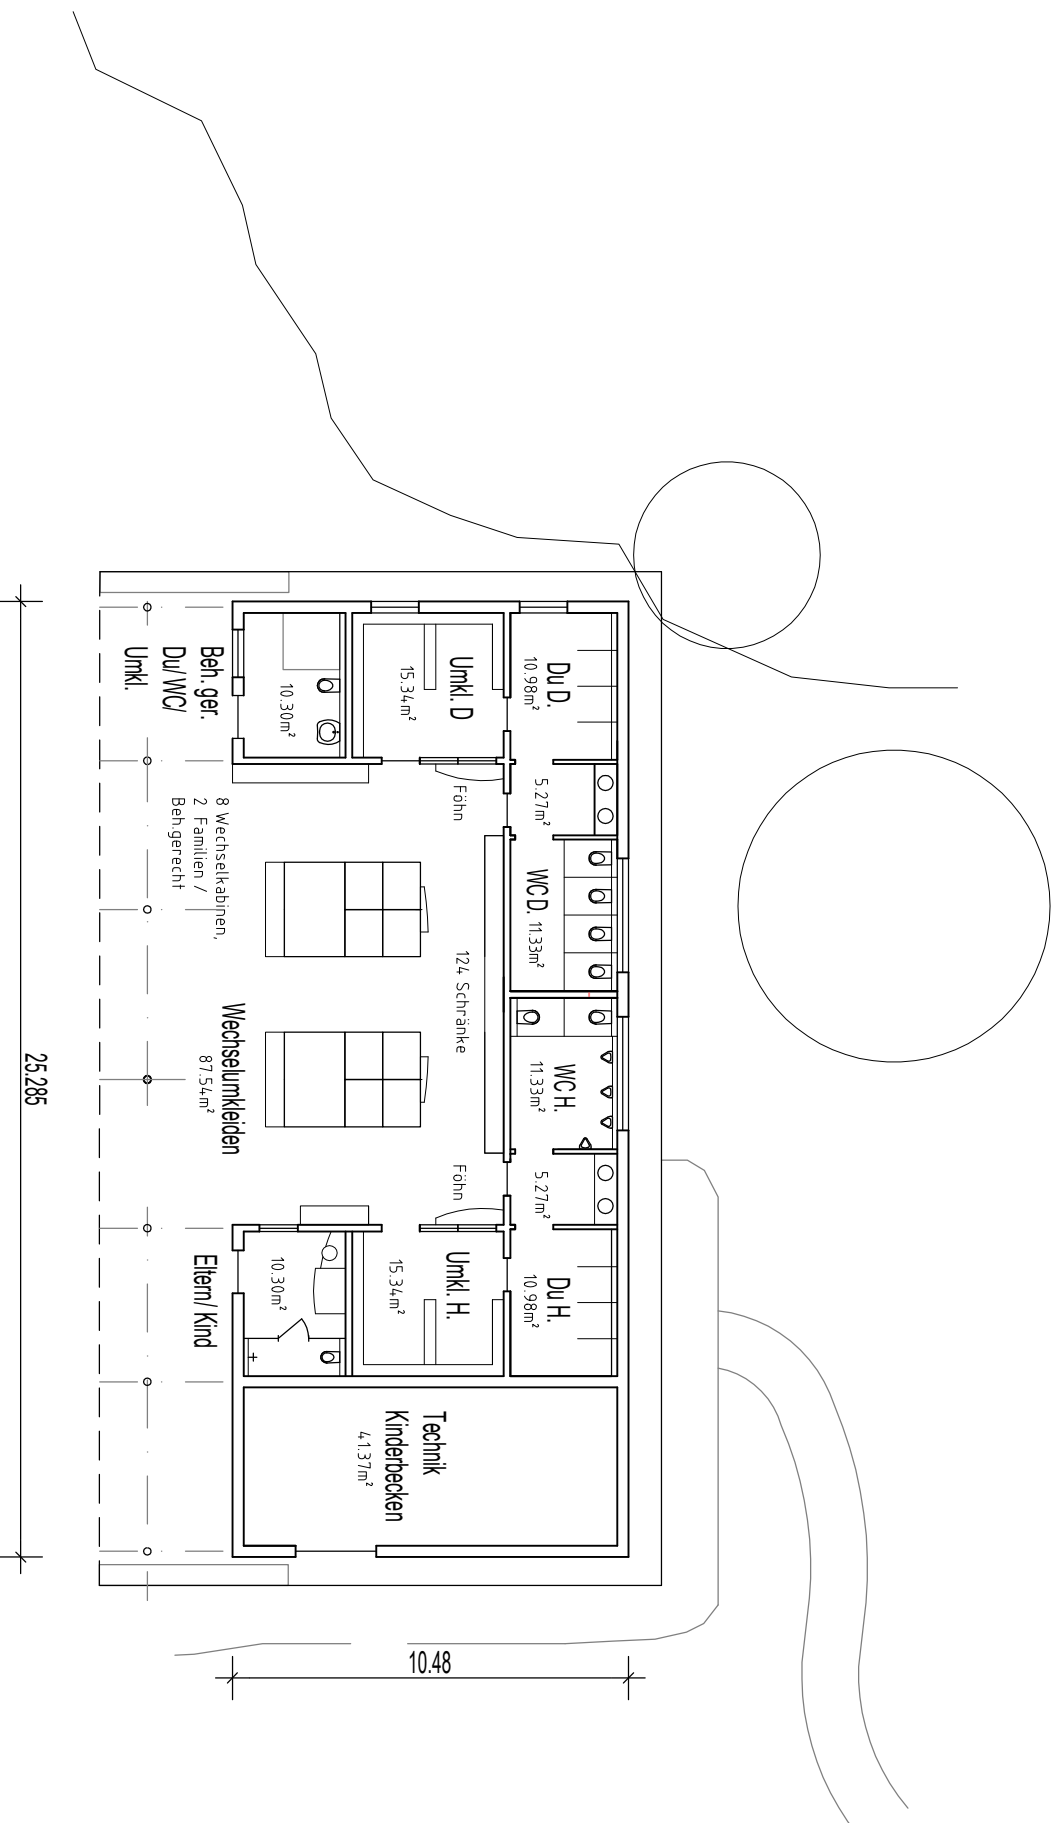 Du D.
10.98m²
5.27m²
WC D.
11.33m²
WC H.
11.33m²
5.27m²
Du H.
10.98m²
Umkl. D
15.34m²
Föhn
124 Schränke
Föhn
Umkl. H.
15.34m²
Technik
Kinderbecken
41.37m²
10.30m²
Beh. ger.
Du/ WC/
Umkl.
8 Wechselkabinen,
2 Familien /
Beh.gerecht
Wechselumkleiden
87.54m²
10.30m²
Eltern/ Kind
25.285
10.48